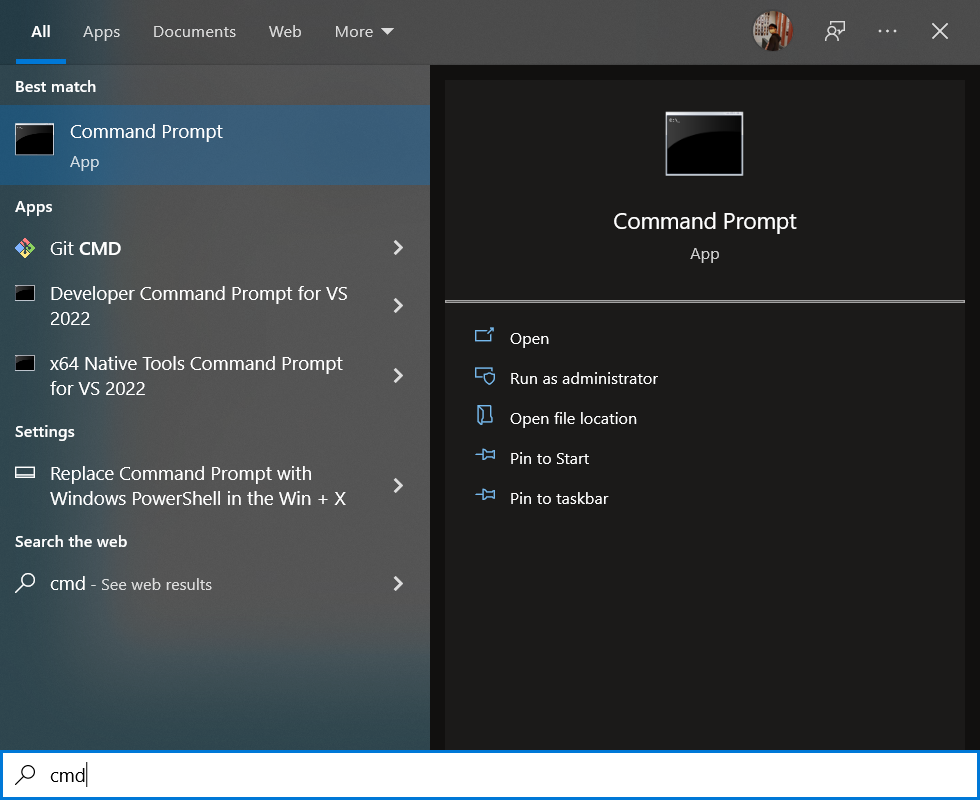 All
Apps
Documents
Web
More
Best match
Command Prompt
App
Apps
Git CMD
Developer Command Prompt for VS
2022
x64 Native Tools Command Prompt
for VS 2022
Settings
Replace Command Prompt with
Windows PowerShell in the Win + X
Search the web
cmd - See web results
Command Prompt
App
Open
Run as administrator
Open file location
Pin to Start
Pin to taskbar
cmd